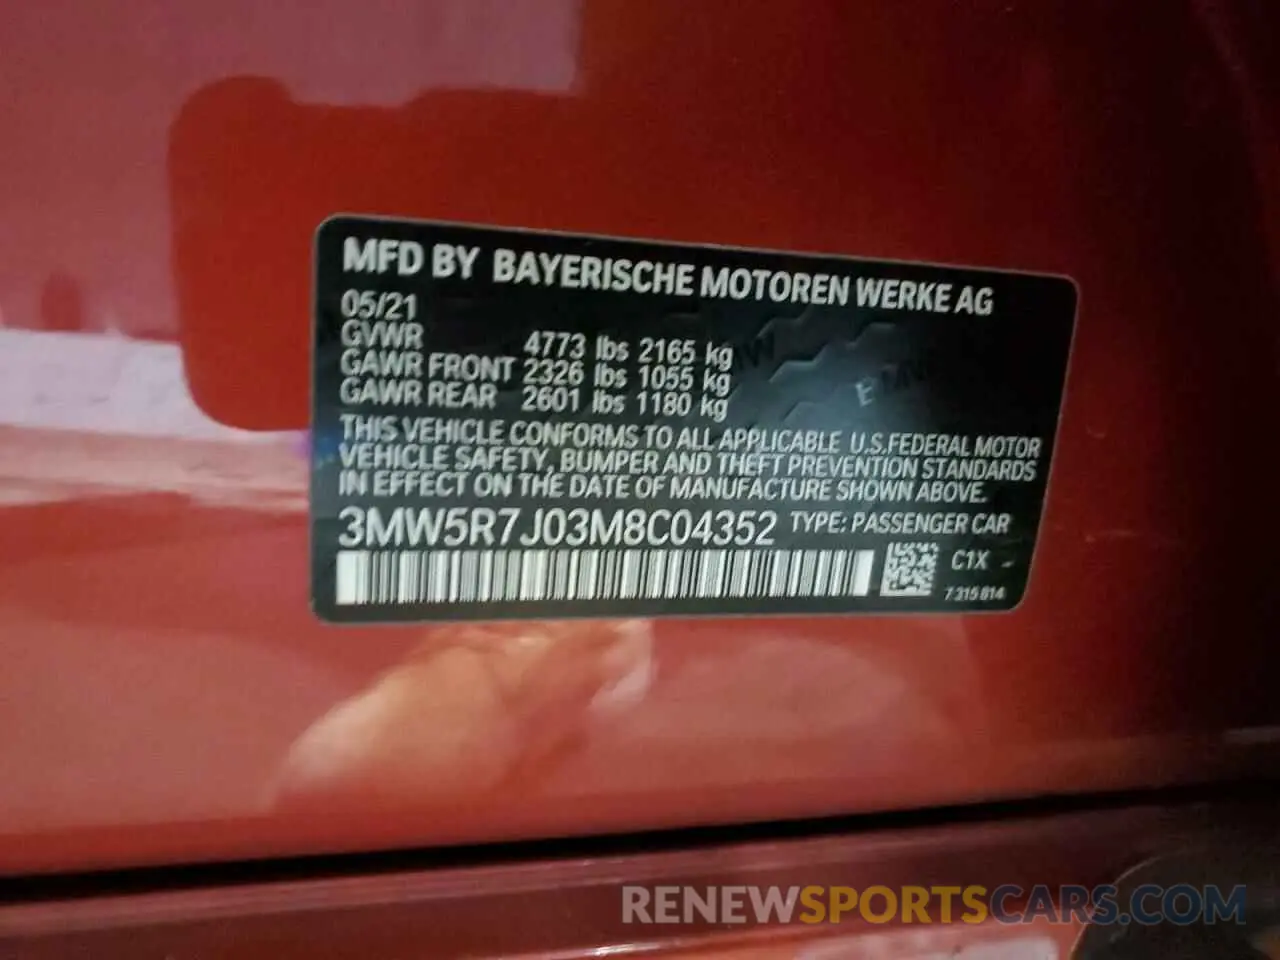 MFD BY BAYERISCHE MOTOREN WERKE AG
05/21
GVWR 4773 lbs 2165 kg
GAWR FRONT 2326 lbs 1055 kg
GAWR REAR 2601 lbs 1180 kg
THIS VEHICLE CONFORMS TO ALL APPLICABLE U.S.FEDERAL MOTOR
VEHICLE SAFETY, BUMPER AND THEFT PREVENTION STANDARDS
IN EFFECT ON THE DATE OF MANUFACTURE SHOWN ABOVE.
3MW5R7J03M8C04352 TYPE: PASSENGER CAR
C1X
7 315 814
RENEWSPORTSCARS.COM